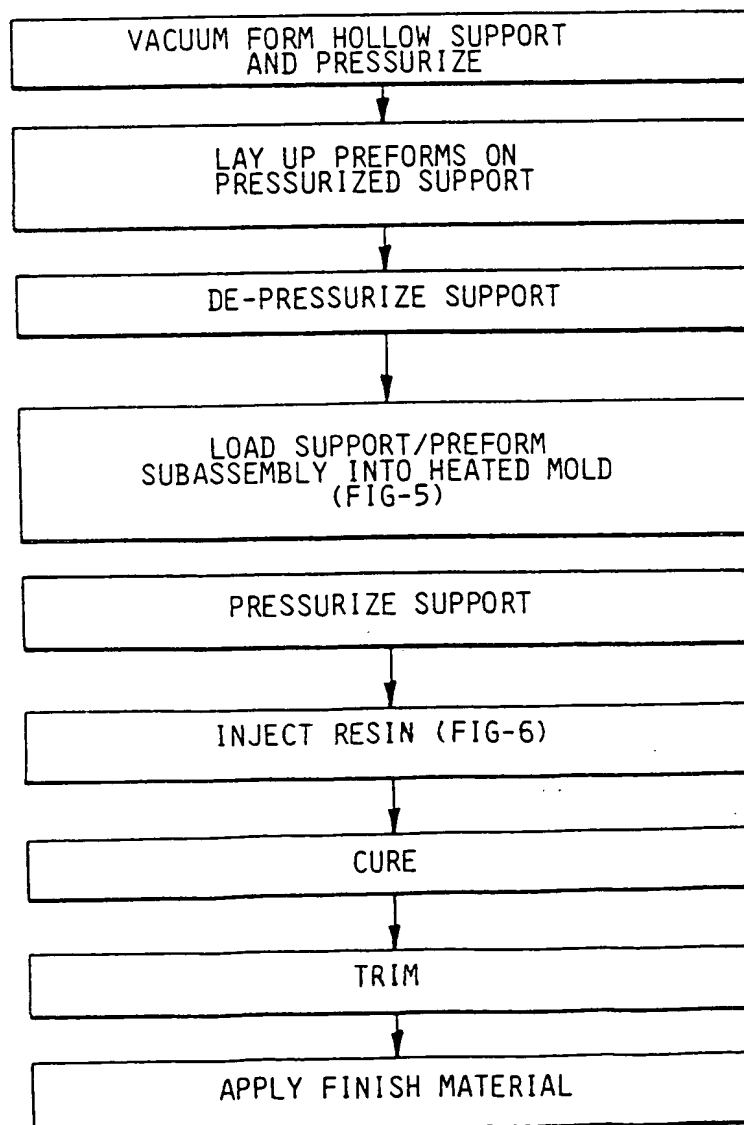 VACUUM FORM HOLLOW SUPPORT
AND PRESSURIZE
LAY UP PREFORMS ON
PRESSURIZED SUPPORT
DE-PRESSURIZE SUPPORT
LOAD SUPPORT/PREFORM
SUBASSEMBLY INTO HEATED MOLD
(FIG-5)
PRESSURIZE SUPPORT
INJECT RESIN (FIG-6)
CURE
TRIM
APPLY FINISH MATERIAL